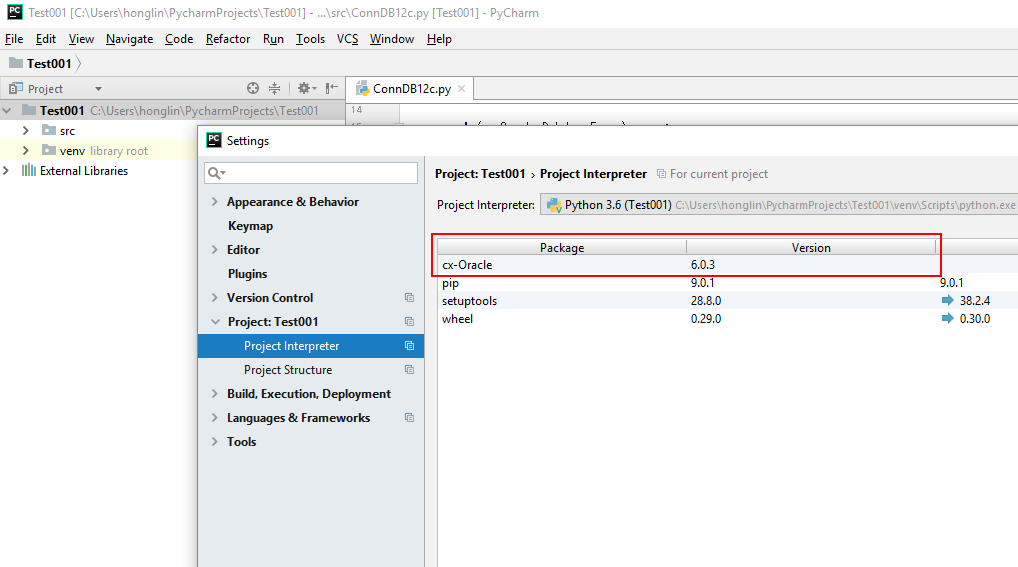 Test001 [C:\Users\honglin\PycharmProjects\Test001] - ...\src\ConnDB12c.py [Test001] - PyCharm
File Edit View Navigate Code Refactor Run Tools VCS Window Help
Test001
Project
ConnDB12c.py
Test001 C:\Users\honglin\PycharmProjects\Test001
14
src
venv library root
External Libraries
Settings
Appearance & Behavior
Keymap
Editor
Plugins
Version Control
Project: Test001
Project Interpreter
Project Structure
Build, Execution, Deployment
Languages & Frameworks
Tools
Project: Test001 › Project Interpreter For current project
Project Interpreter: Python 3.6 (Test001) C:\Users\honglin\PycharmProjects\Test001\venv\Scripts\python.exe
Package Version
cx-Oracle 6.0.3
pip 9.0.1 9.0.1
setuptools 28.8.0 38.2.4
wheel 0.29.0 0.30.0